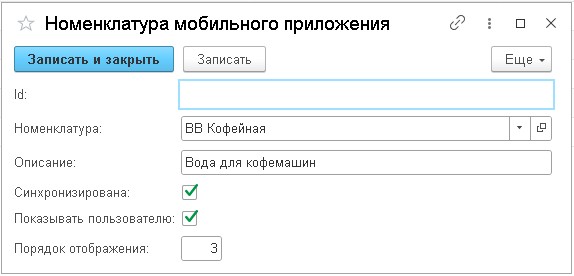 Номенклатура мобильного приложения
Записать и закрыть Записать Еще
Id:
Номенклатура: ВВ Кофейная
Описание: Вода для кофемашин
Синхронизирована:
Показывать пользователю:
Порядок отображения: 3